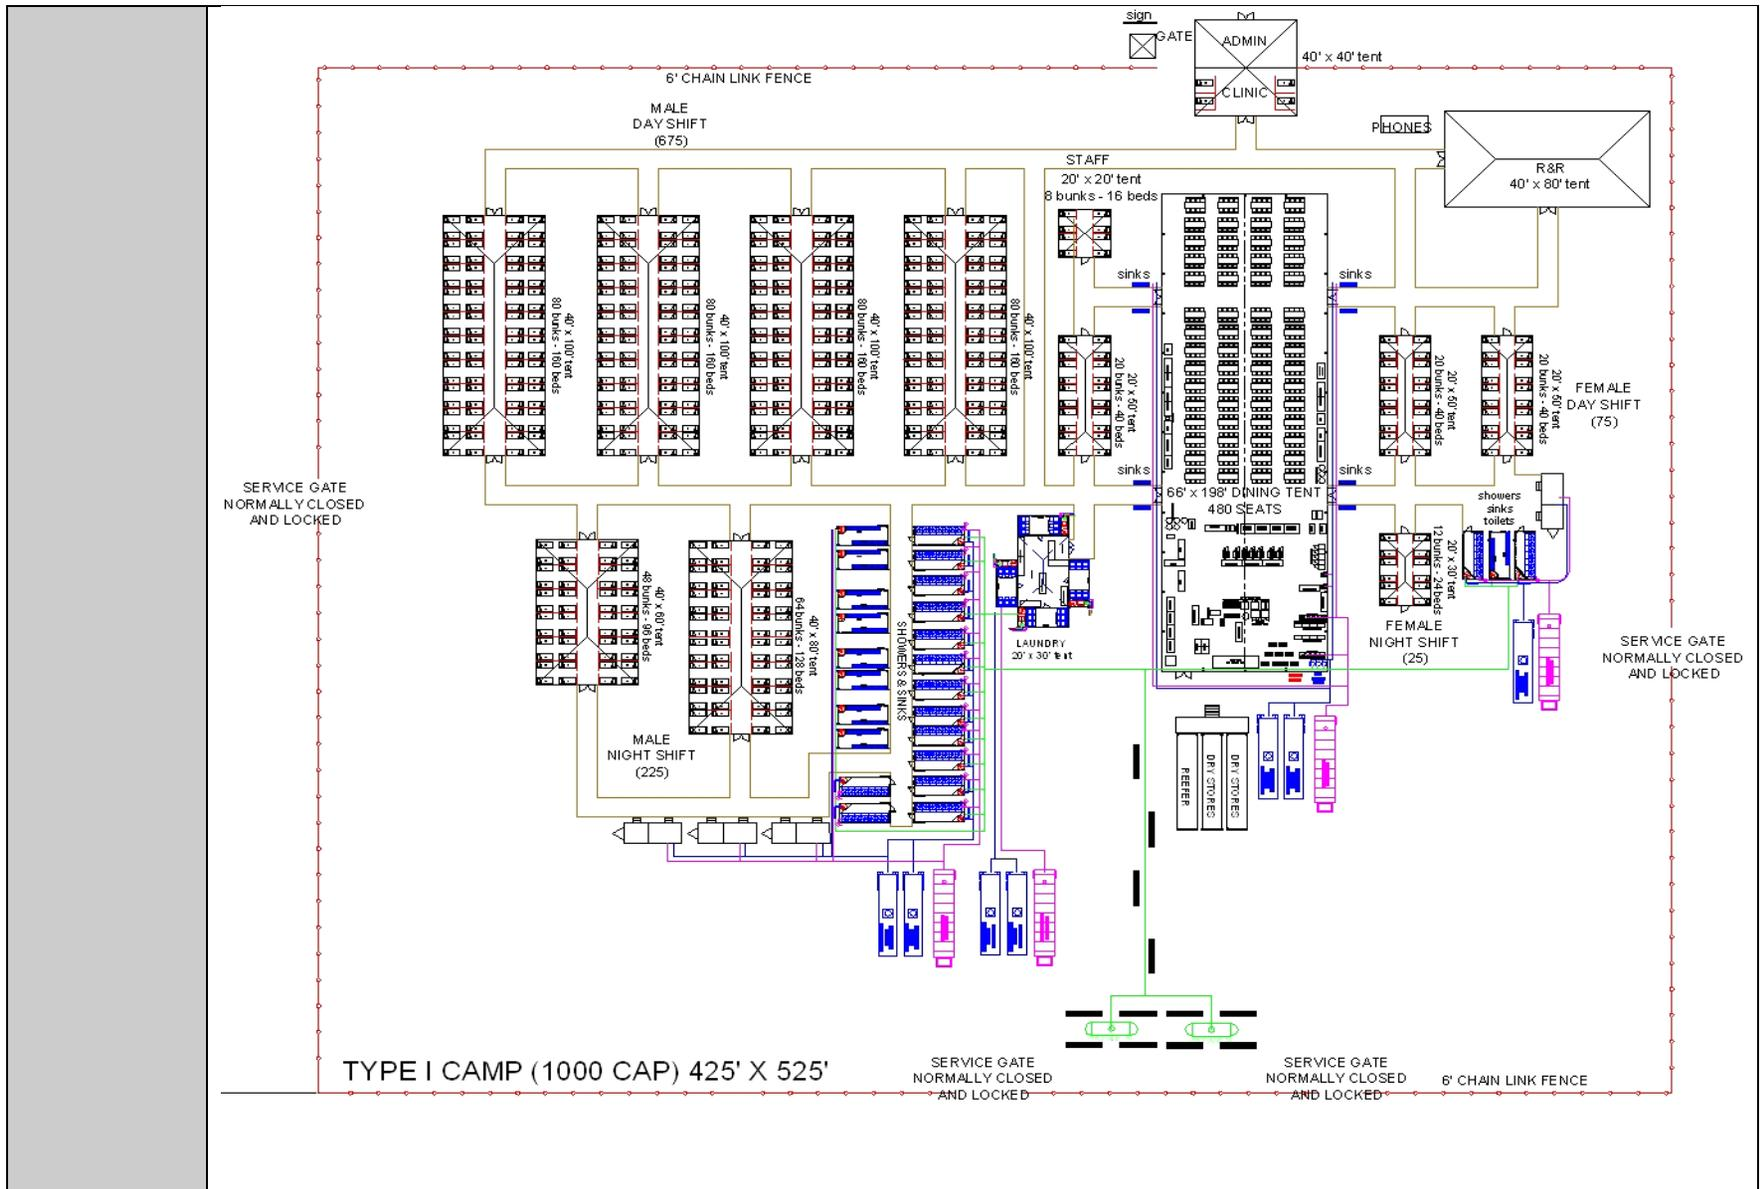 sign
GATE
ADMIN
40' x 40' tent
CLINIC
6' CHAIN LINK FENCE
MALE
DAY SHIFT
(675)
PHONES
R&R
40' x 80' tent
STAFF
20' x 20' tent
8 bunks - 16 beds
sinks
sinks
40' x 100' tent
80 bunks - 160 beds
40' x 100' tent
80 bunks - 160 beds
40' x 100' tent
80 bunks - 160 beds
40' x 100' tent
80 bunks - 160 beds
20' x 50' tent
20 bunks - 40 beds
20' x 50' tent
20 bunks - 40 beds
20' x 50' tent
20 bunks - 40 beds
FEMALE
DAY SHIFT
(75)
sinks
sinks
66' x 198' DINING TENT
480 SEATS
SERVICE GATE
NORMALLY CLOSED
AND LOCKED
showers
sinks
toilets
40' x 60' tent
48 bunks - 96 beds
40' x 80' tent
64 bunks - 128 beds
SHOWERS & SINKS
LAUNDRY
20' x 30' tent
20' x 30' tent
12 bunks - 24 beds
FEMALE
NIGHT SHIFT
(25)
SERVICE GATE
NORMALLY CLOSED
AND LOCKED
MALE
NIGHT SHIFT
(225)
REEFER
DRY STORES
DRY STORES
TYPE I CAMP (1000 CAP) 425' X 525'
SERVICE GATE
NORMALLY CLOSED
AND LOCKED
SERVICE GATE
NORMALLY CLOSED
AND LOCKED
6' CHAIN LINK FENCE